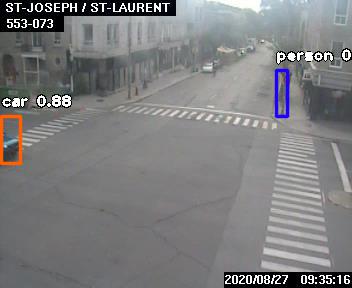 ST-JOSEPH / ST-LAURENT
553-073
person 0
car 0.88
2020/08/27 09:35:16